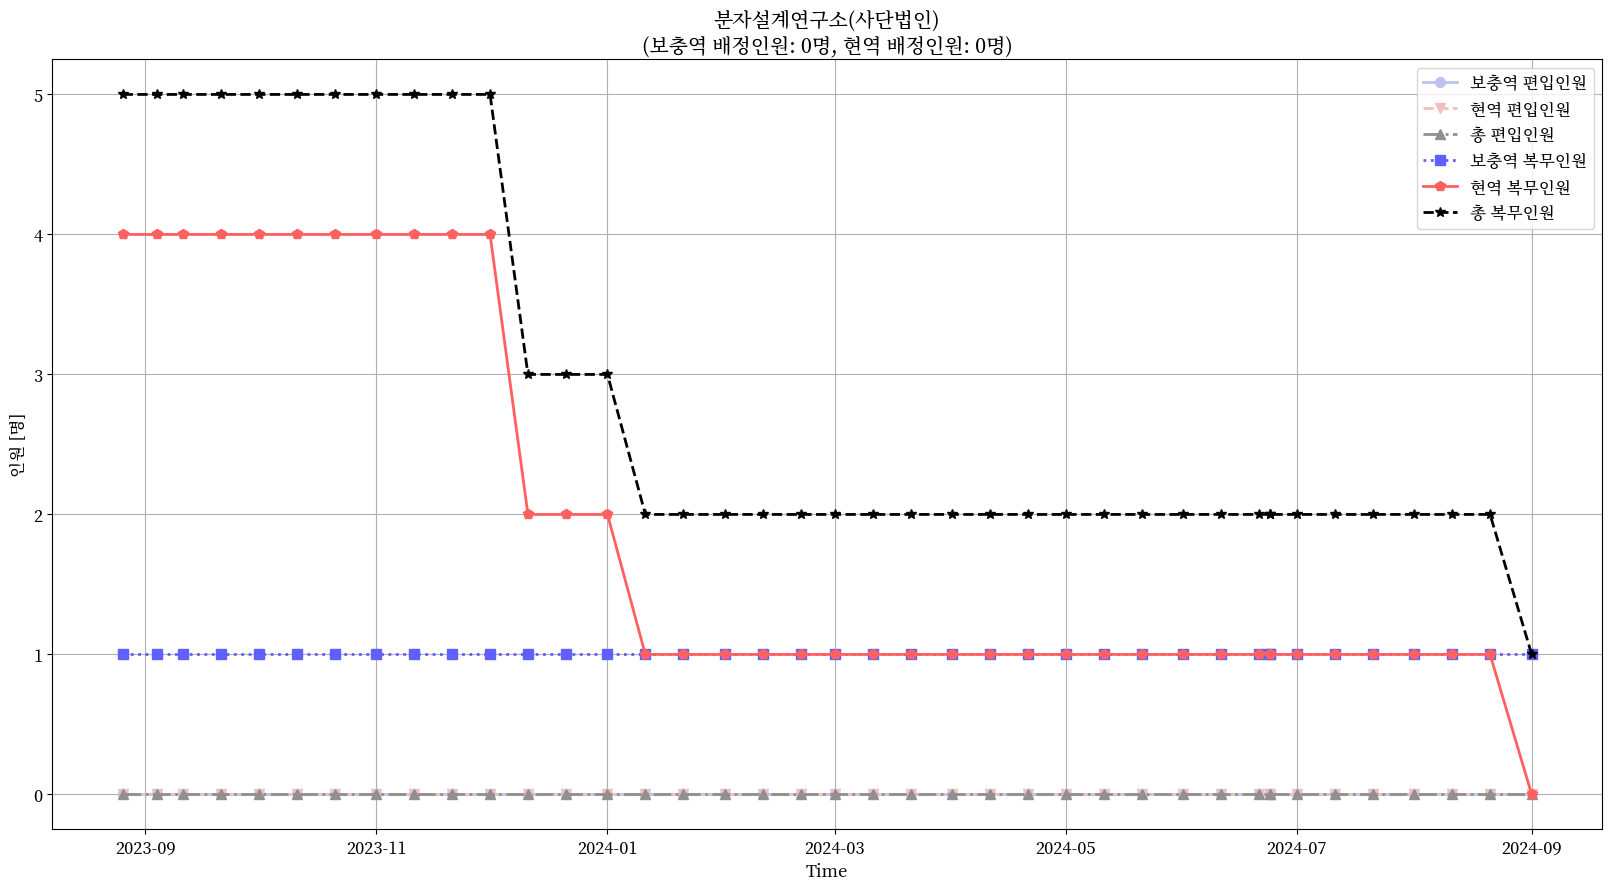 분자설계연구소(사단법인)
(보충역 배정인원: 0명, 현역 배정인원: 0명)
보충역 편입인원
현역 편입인원
총 편입인원
보충역 복무인원
현역 복무인원
총 복무인원
인원 [명]
5
4
3
2
1
0
2023-09
2023-11
2024-01
2024-03
2024-05
2024-07
2024-09
Time